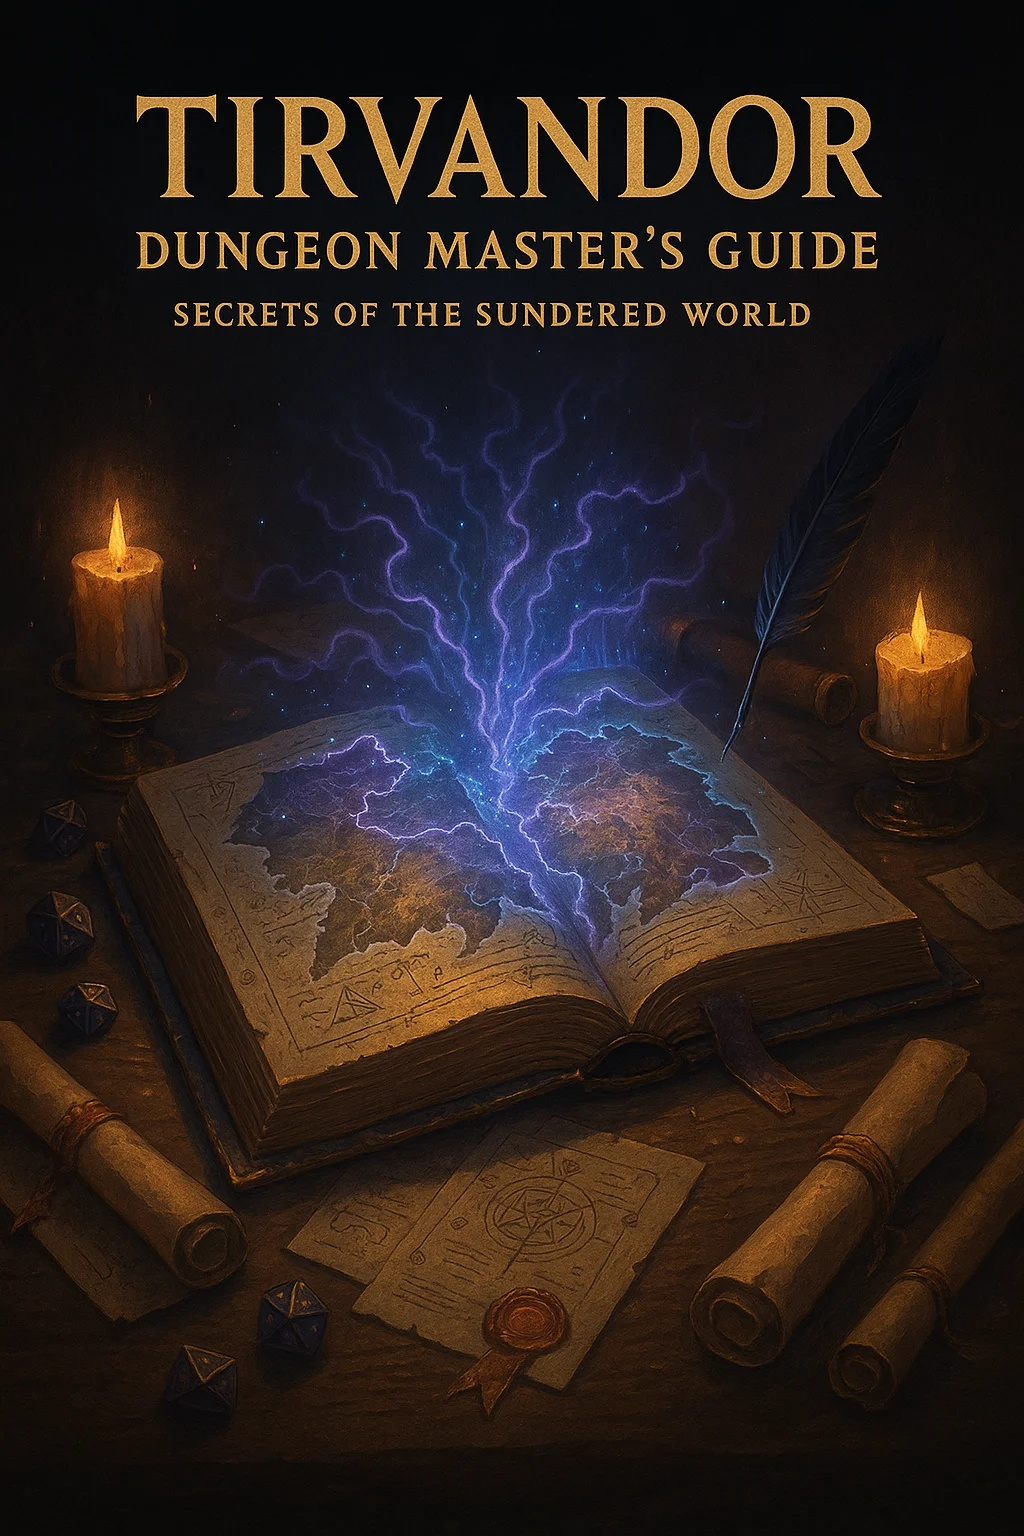 TIRVANDOR
DUNGEON MASTER'S GUIDE
SECRETS OF THE SUNDERED WORLD